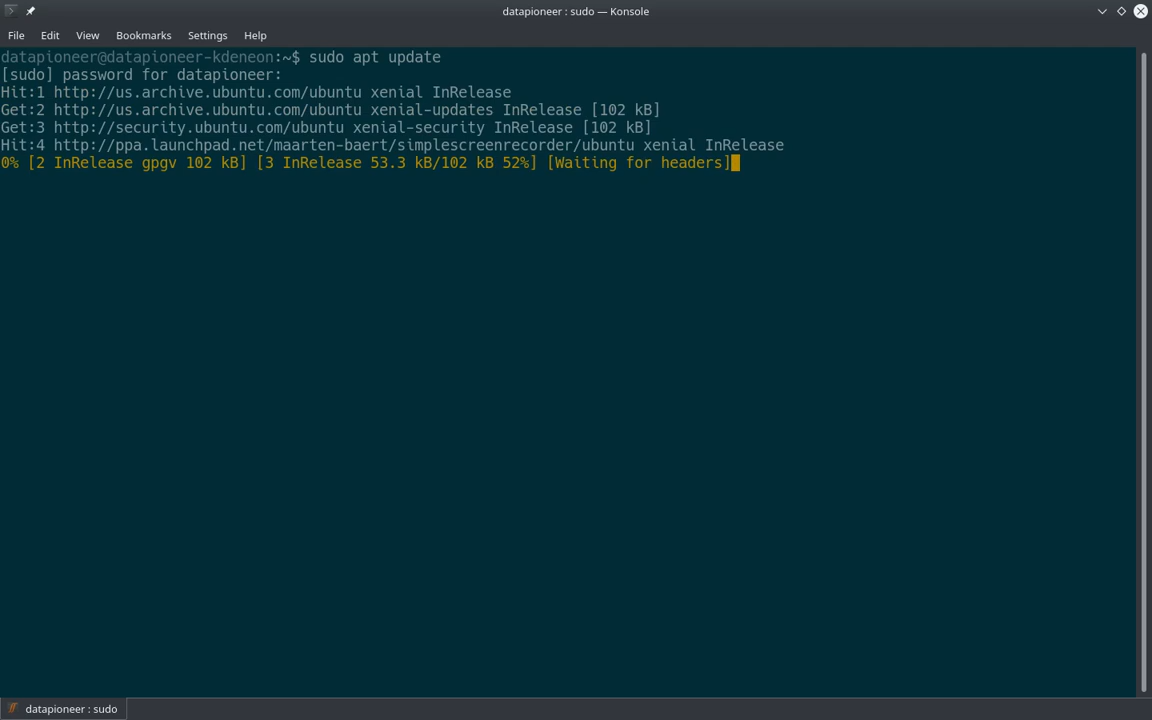 datapioneer : sudo — Konsole
File Edit View Bookmarks Settings Help
datapioneer@datapioneer-kdeneon:~$ sudo apt update
[sudo] password for datapioneer:
Hit:1 http://us.archive.ubuntu.com/ubuntu xenial InRelease
Get:2 http://us.archive.ubuntu.com/ubuntu xenial-updates InRelease [102 kB]
Get:3 http://security.ubuntu.com/ubuntu xenial-security InRelease [102 kB]
Hit:4 http://ppa.launchpad.net/maarten-baert/simplescreenrecorder/ubuntu xenial InRelease
0% [2 InRelease gpgv 102 kB] [3 InRelease 53.3 kB/102 kB 52%] [Waiting for headers]
datapioneer : sudo